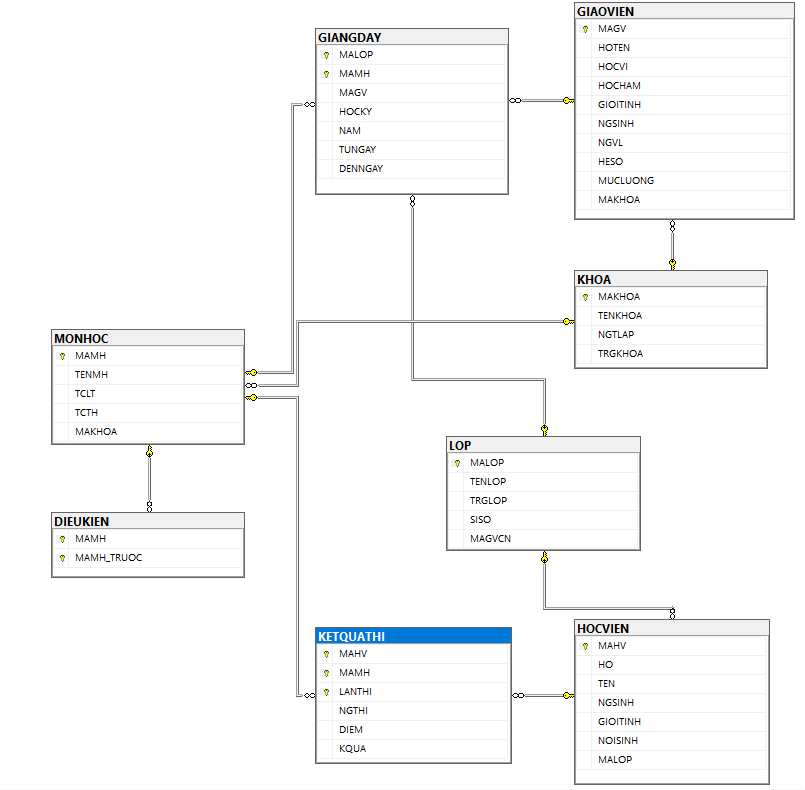 GIAOVIEN
MAGV
HOTEN
HOCVI
HOCHAM
GIOITINH
NGSINH
NGVL
HESO
MUCLUONG
MAKHOA
GIANGDAY
MALOP
MAMH
MAGV
HOCKY
NAM
TUNGAY
DENNGAY
KHOA
MAKHOA
TENKHOA
NGTLAP
TRGKHOA
MONHOC
MAMH
TENMH
TCLT
TCTH
MAKHOA
LOP
MALOP
TENLOP
TRGLOP
SISO
MAGVCN
DIEUKIEN
MAMH
MAMH_TRUOC
KETQUATHI
MAHV
MAMH
LANTHI
NGTHI
DIEM
KQUA
HOCVIEN
MAHV
HO
TEN
NGSINH
GIOITINH
NOISINH
MALOP